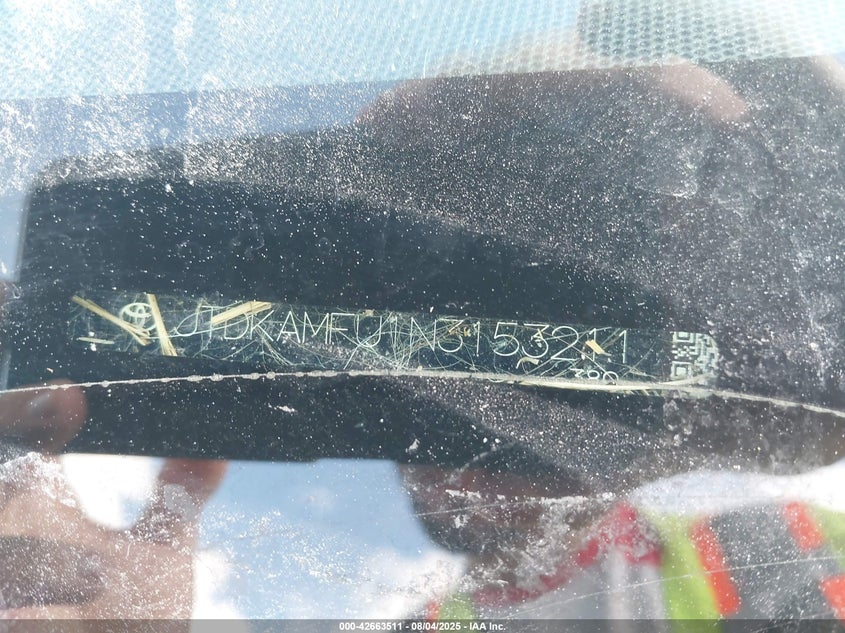 JTDKAMFU1N3153211
000-42663511 - 08/04/2025 - IAA Inc.